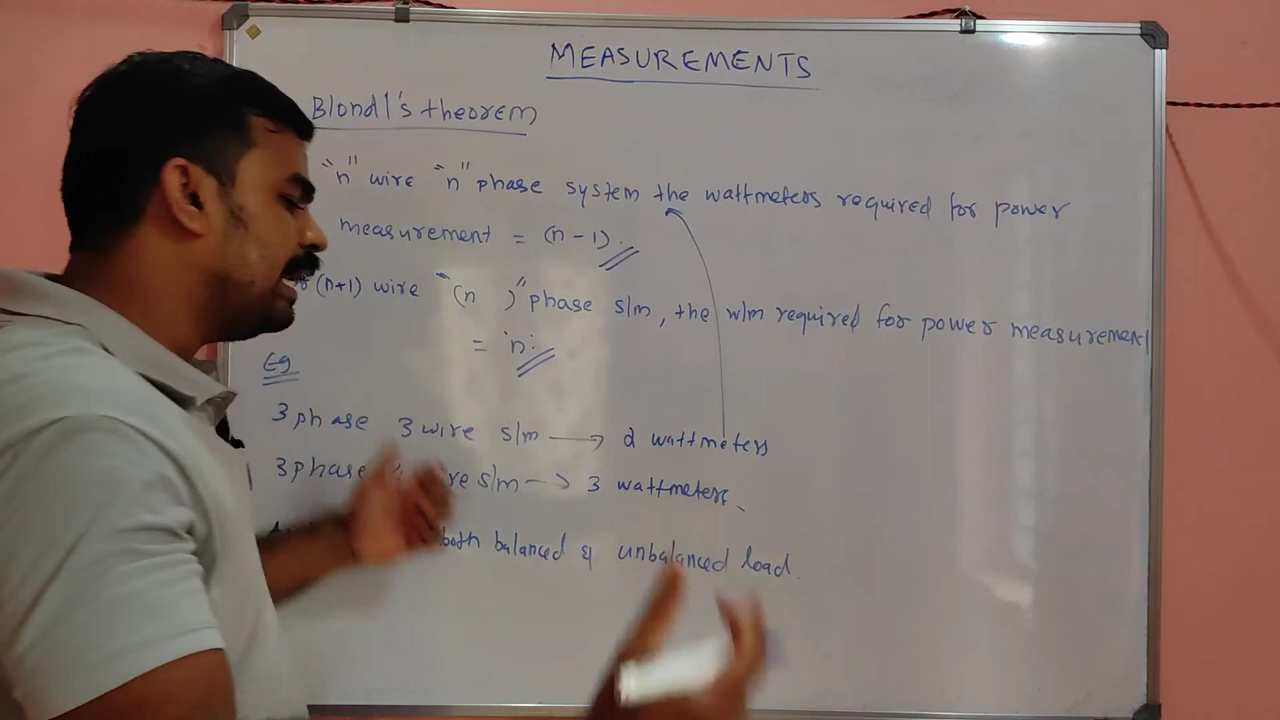 MEASUREMENTS
Blondl's theorem
"n" wire "n" phase system the wattmeters required for power
measurement = (n-1).
(n+1) wire "(n )" phase s/m, the w/m required for power measurement
= "n".
Eg
3 phase 3 wire s/m → 2 wattmeters
3 phase s/m → 3 wattmeters
both balanced & unbalanced load.